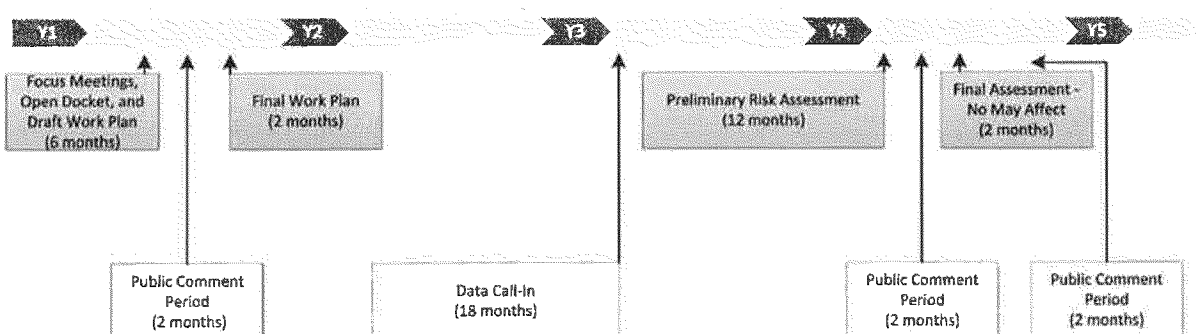 Y1
Y2
Y3
Y4
Y5
Focus Meetings,
Open Docket, and
Draft Work Plan
(6 months)
Final Work Plan
(2 months)
Preliminary Risk Assessment
(12 months)
Final Assessment -
No May Affect
(2 months)
Public Comment
Period
(2 months)
Data Call-In
(18 months)
Public Comment
Period
(2 months)
Public Comment
Period
(2 months)